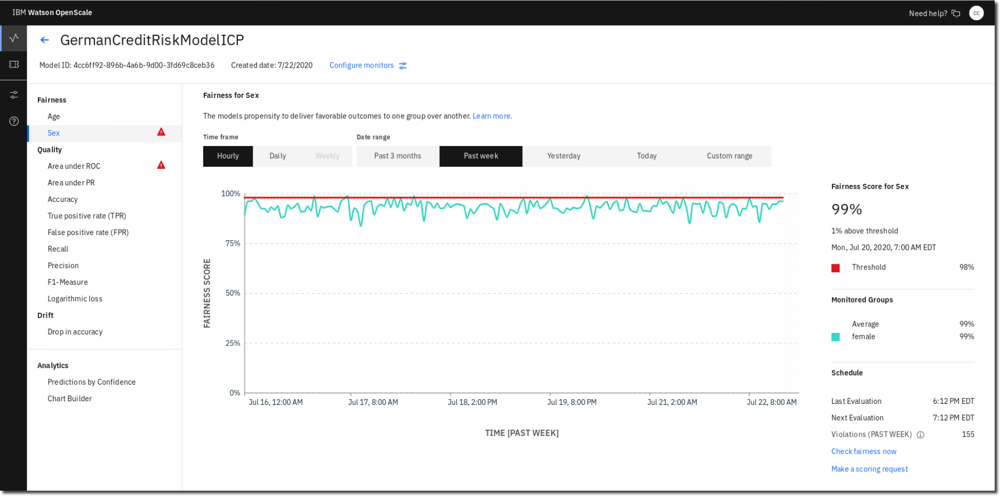 IBM Watson OpenScale
Need help?
CC
GermanCreditRiskModelICP
Model ID: 4cc6ff92-896b-4a6b-9d00-3fd69c8ceb36 Created date: 7/22/2020 Configure monitors
Fairness
Age
Sex
Quality
Area under ROC
Area under PR
Accuracy
True positive rate (TPR)
False positive rate (FPR)
Recall
Precision
F1-Measure
Logarithmic loss
Drift
Drop in accuracy
Analytics
Predictions by Confidence
Chart Builder
Fairness for Sex
The models propensity to deliver favorable outcomes to one group over another. Learn more.
Time frame
Hourly Daily Weekly
Date range
Past 3 months Past week Yesterday Today Custom range
FAIRNESS SCORE
100%
75%
50%
25%
0%
Jul 16, 12:00 AM Jul 17, 8:00 AM Jul 18, 2:00 PM Jul 19, 8:00 PM Jul 21, 2:00 AM Jul 22, 8:00 AM
TIME [PAST WEEK]
Fairness Score for Sex
99%
1% above threshold
Mon, Jul 20, 2020, 7:00 AM EDT
Threshold 98%
Monitored Groups
Average 99%
female 99%
Schedule
Last Evaluation 6:12 PM EDT
Next Evaluation 7:12 PM EDT
Violations (PAST WEEK) 155
Check fairness now
Make a scoring request